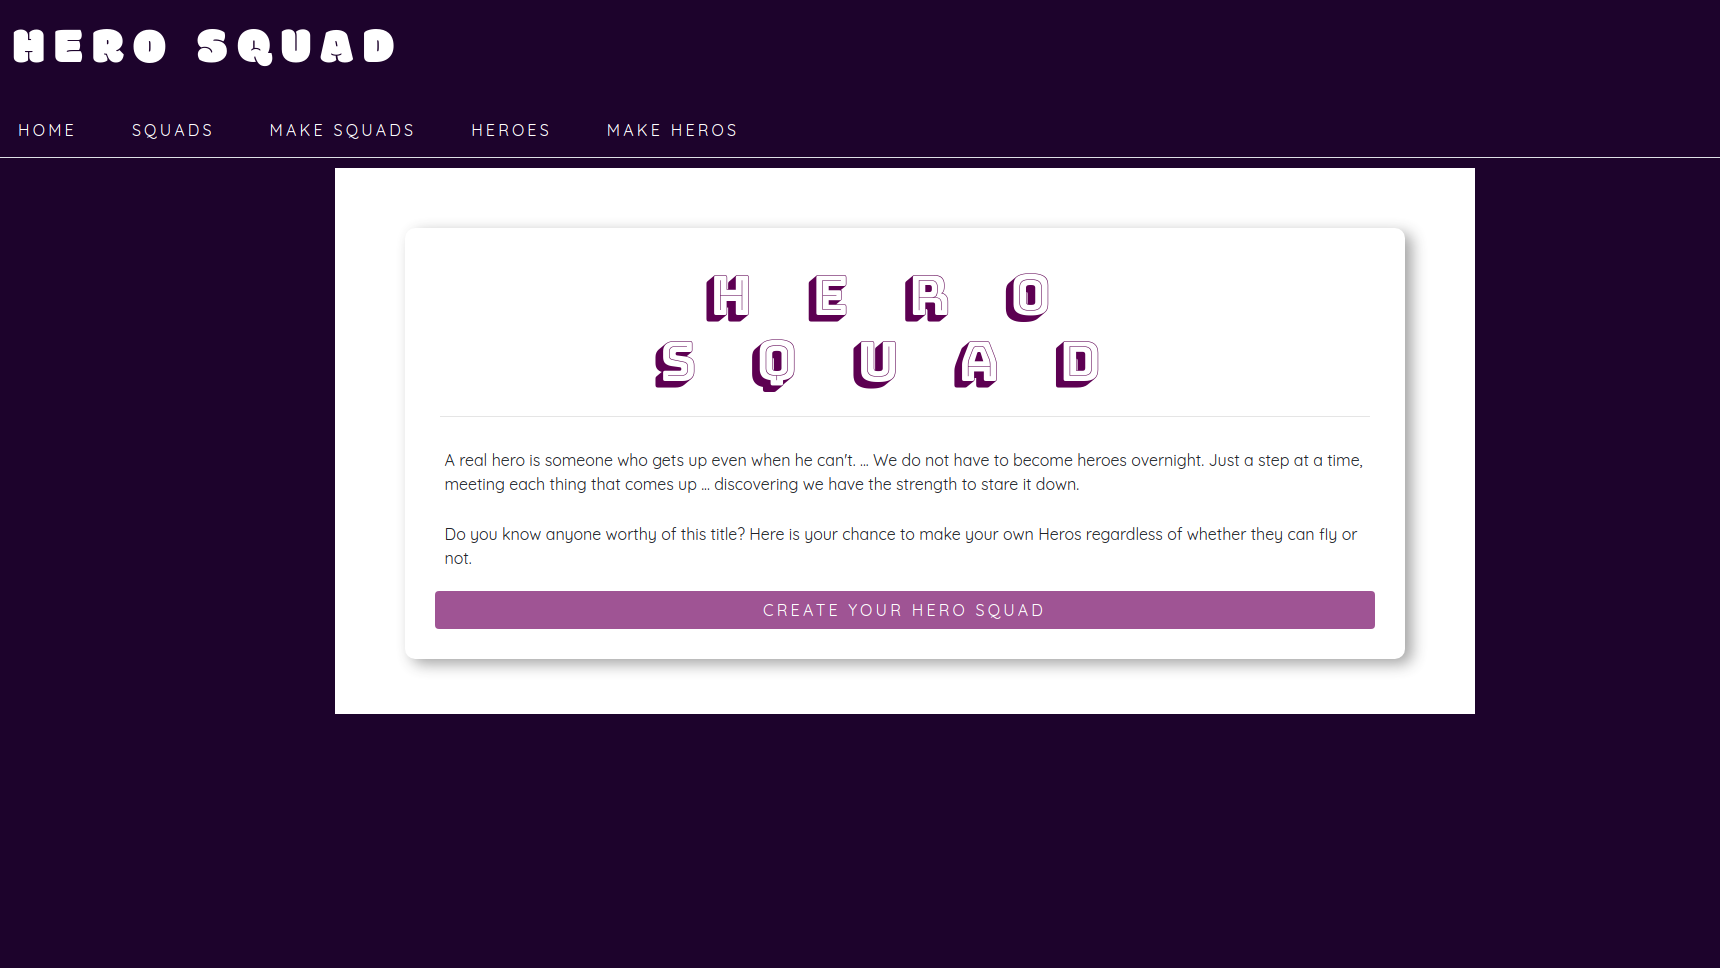 HERO SQUAD
HOME SQUADS MAKE SQUADS HEROES MAKE HEROS
HERO
SQUAD
A real hero is someone who gets up even when he can't. ... We do not have to become heroes overnight. Just a step at a time,
meeting each thing that comes up ... discovering we have the strength to stare it down.
Do you know anyone worthy of this title? Here is your chance to make your own Heros regardless of whether they can fly or
not.
CREATE YOUR HERO SQUAD